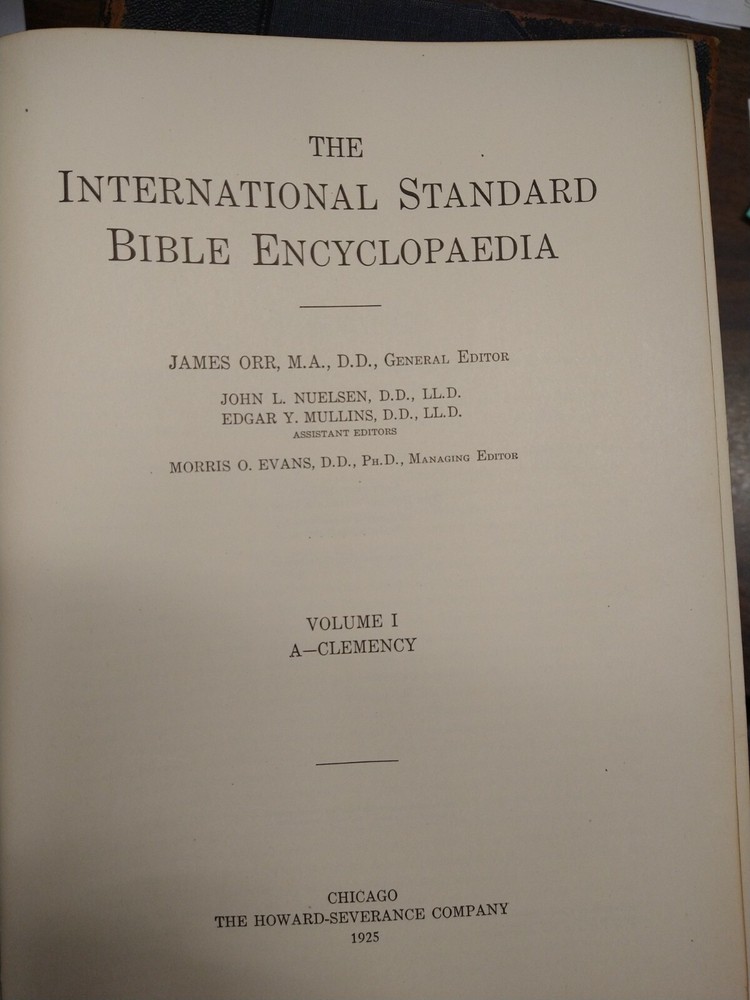 THE
INTERNATIONAL STANDARD
BIBLE ENCYCLOPAEDIA
JAMES ORR, M.A., D.D., GENERAL EDITOR
JOHN L. NUELSEN, D.D., LL.D.
EDGAR Y. MULLINS, D.D., LL.D.
ASSISTANT EDITORS
MORRIS O. EVANS, D.D., PH.D., MANAGING EDITOR
VOLUME I
A—CLEMENCY
CHICAGO
THE HOWARD-SEVERANCE COMPANY
1925